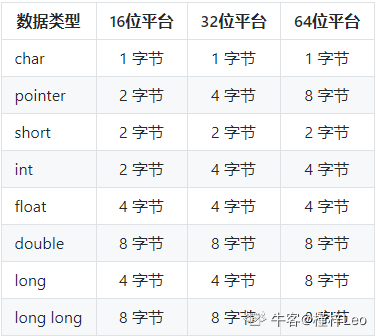 数据类型 16位平台 32位平台 64位平台
char 1 字节 1 字节 1 字节
pointer 2 字节 4 字节 8 字节
short 2 字节 2 字节 2 字节
int 2 字节 4 字节 4 字节
float 4 字节 4 字节 4 字节
double 8 字节 8 字节 8 字节
long 4 字节 4 字节 8 字节
long long 8 字节 8 字节 8 字节
牛客@檀梓Leo